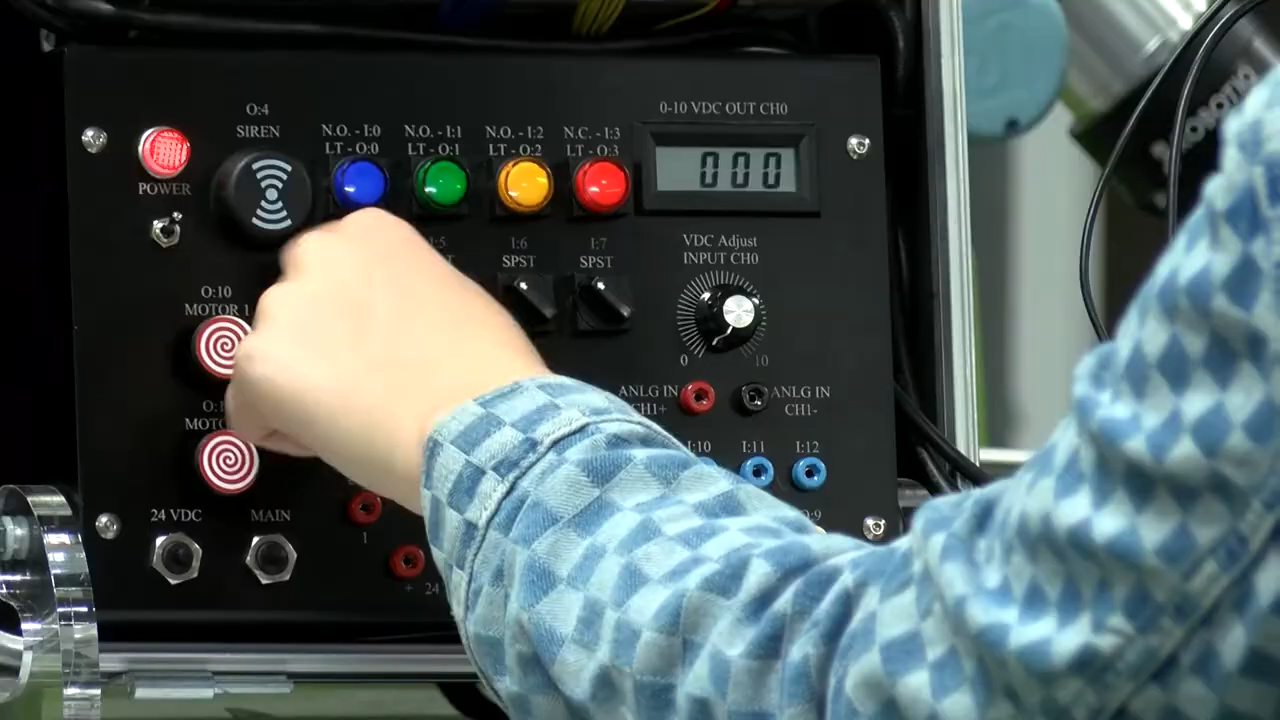 O:4
SIREN
POWER
N.O. - I:0
LT - O:0
N.O. - I:1
LT - O:1
N.O. - I:2
LT - O:2
N.C. - I:3
LT - O:3
0-10 VDC OUT CH0
000
I:6
SPST
I:7
SPST
VDC Adjust
INPUT CH0
0
10
O:10
MOTOR 1
ANLG IN
CH1+
ANLG IN
CH1-
I:10
I:11
I:12
24 VDC
MAIN
1
+ 24
O:9